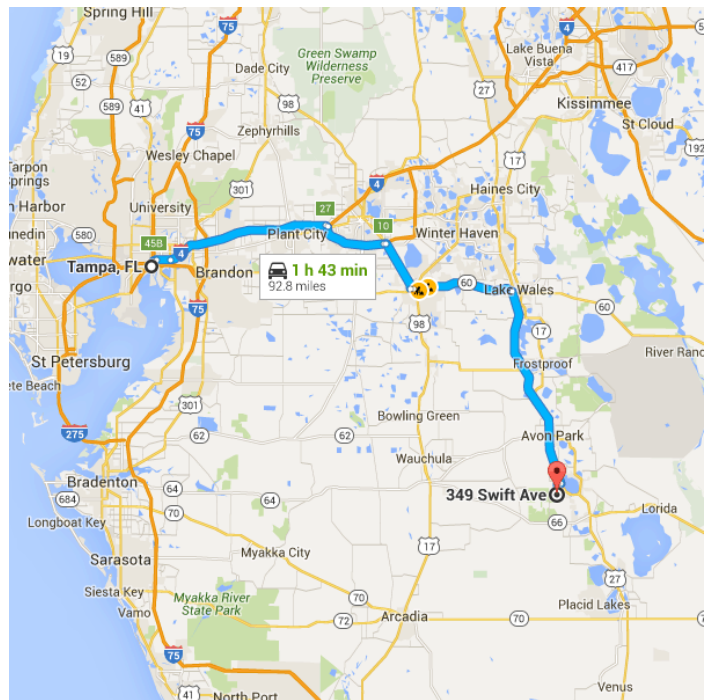 Spring Hill
75
4
Lake Buena
Vista
19
589
41
Dade City
Green Swamp
Wilderness
Preserve
27
417
52
98
Kissimmee
589
Zephyrhills
St Cloud
75
17
192
Wesley Chapel
Tarpon
Springs
301
4
Haines City
n Harbor
University
27
580
10
Plant City
Winter Haven
45B
4
Tampa, FL
Brandon
1 h 43 min
92.8 miles
60
Lake Wales
60
75
98
17
St Petersburg
River Ranc
Frostproof
ete Beach
301
Bowling Green
275
62
62
Avon Park
Wauchula
Bradenton
64
64
349 Swift Ave
684
70
66
Lorida
Longboat Key
17
Sarasota
Myakka City
27
Siesta Key
70
Myakka River
State Park
70
Placid Lakes
Vamo
72
Arcadia
70
75
Venus
41
North Port